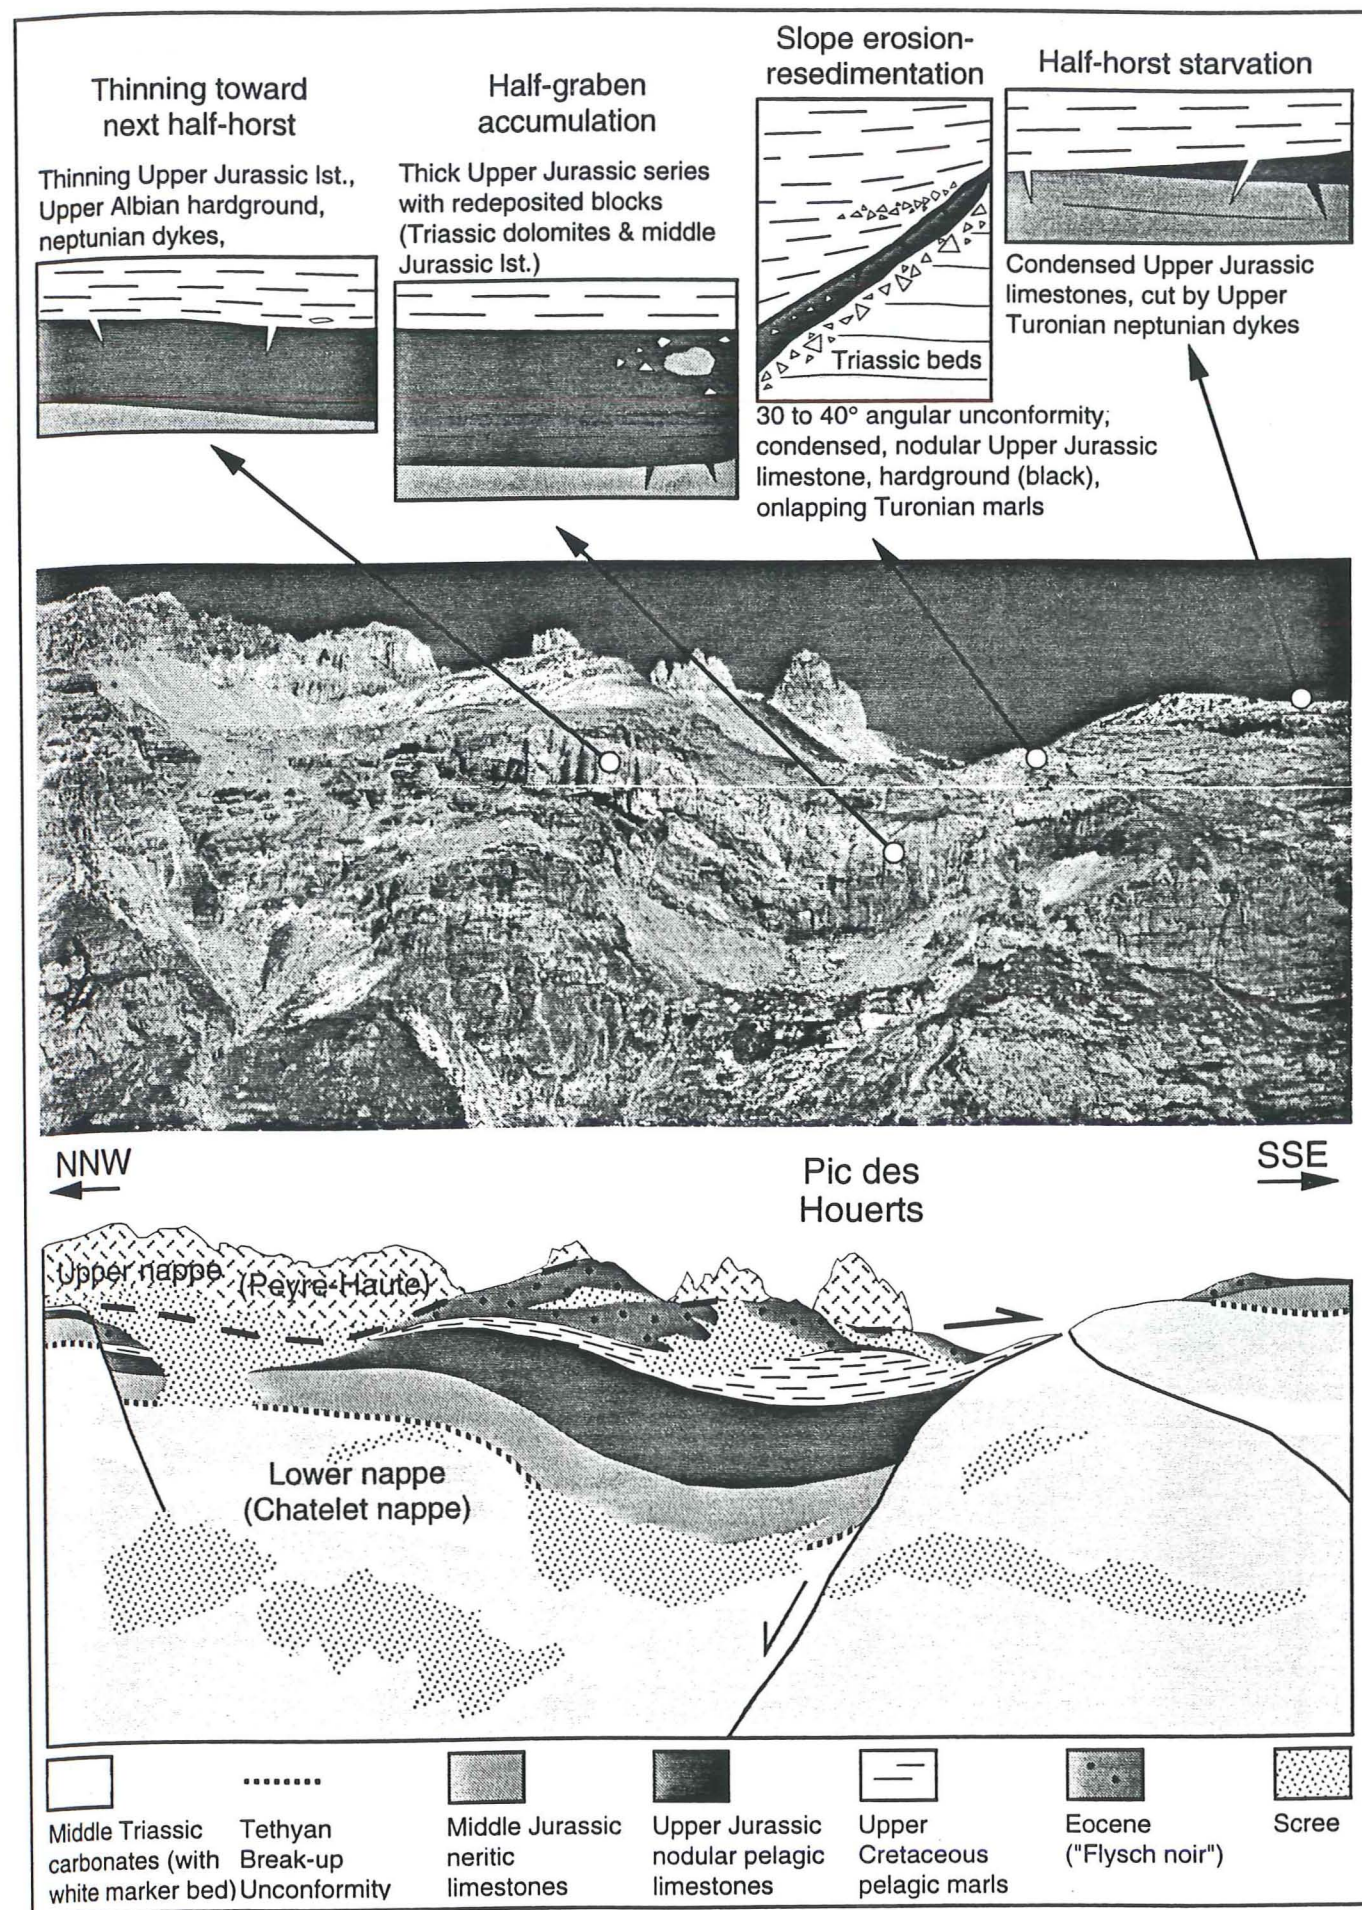 Thinning toward
next half-horst
Thinning Upper Jurassic lst.,
Upper Albian hardground,
neptunian dykes,
Half-graben
accumulation
Thick Upper Jurassic series
with redeposited blocks
(Triassic dolomites & middle
Jurassic lst.)
Slope erosion-
resedimentation
Triassic beds
30 to 40° angular unconformity,
condensed, nodular Upper Jurassic
limestone, hardground (black),
onlapping Turonian marls
Half-horst starvation
Condensed Upper Jurassic
limestones, cut by Upper
Turonian neptunian dykes
NNW
Pic des
Houerts
SSE
Upper nappe (Peyre-Haute)
Lower nappe
(Chatelet nappe)
Middle Triassic
carbonates (with
white marker bed)
Tethyan
Break-up
Unconformity
Middle Jurassic
neritic
limestones
Upper Jurassic
nodular pelagic
limestones
Upper
Cretaceous
pelagic marls
Eocene
("Flysch noir")
Scree